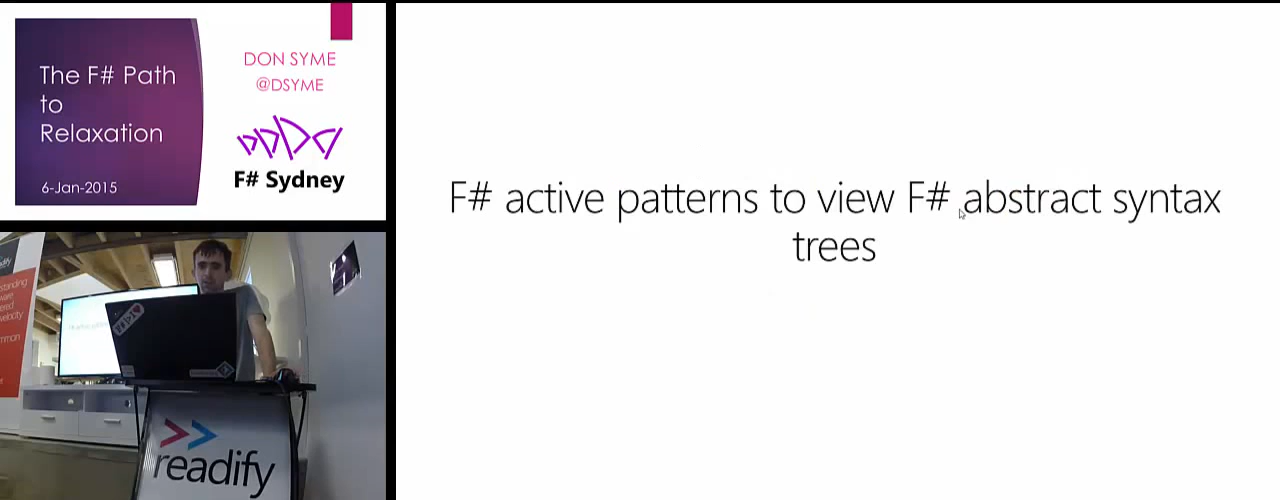 The F# Path
to
Relaxation
6-Jan-2015
DON SYME
@DSYME
F# Sydney
F# active patterns to view F# abstract syntax
trees
readify